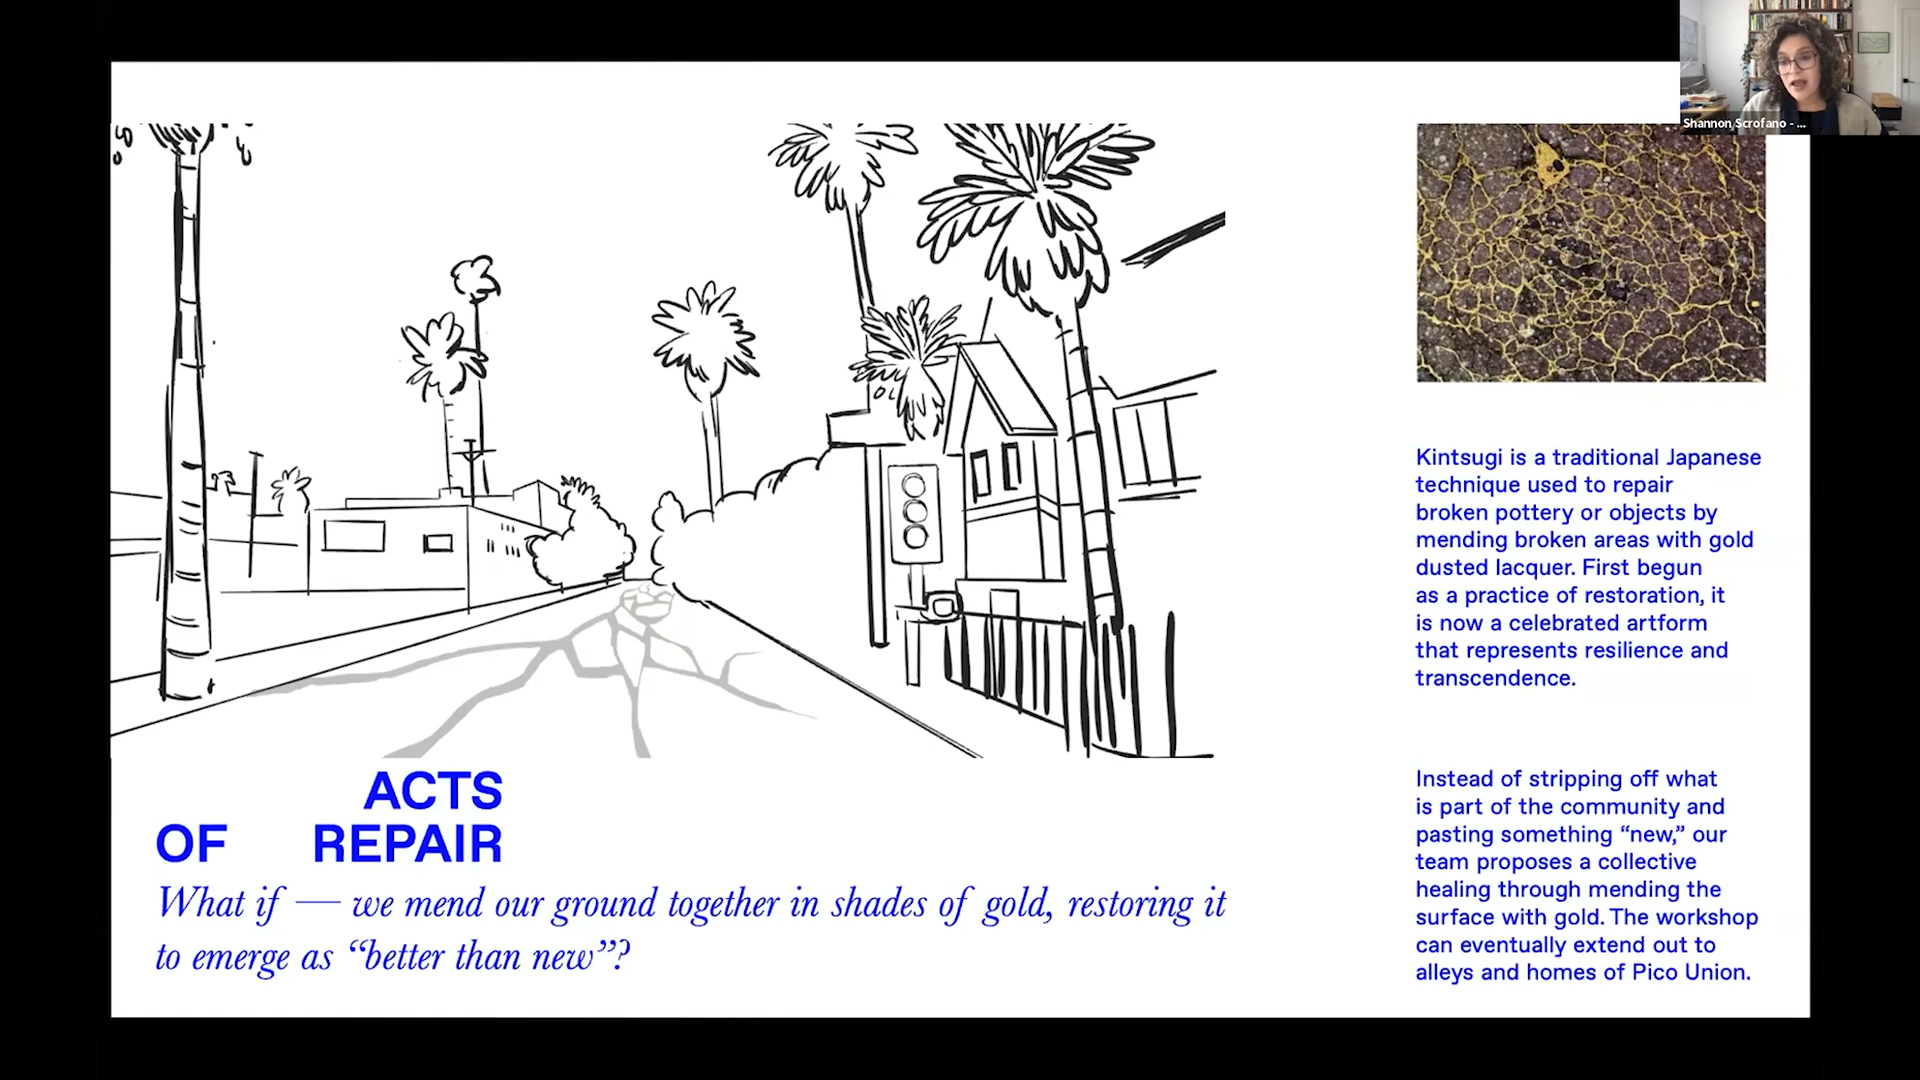 Shannon Scrofano - ...
ACTS
OF REPAIR
What if — we mend our ground together in shades of gold, restoring it
to emerge as “better than new”?
Kintsugi is a traditional Japanese
technique used to repair
broken pottery or objects by
mending broken areas with gold
dusted lacquer. First begun
as a practice of restoration, it
is now a celebrated artform
that represents resilience and
transcendence.
Instead of stripping off what
is part of the community and
pasting something “new,” our
team proposes a collective
healing through mending the
surface with gold. The workshop
can eventually extend out to
alleys and homes of Pico Union.